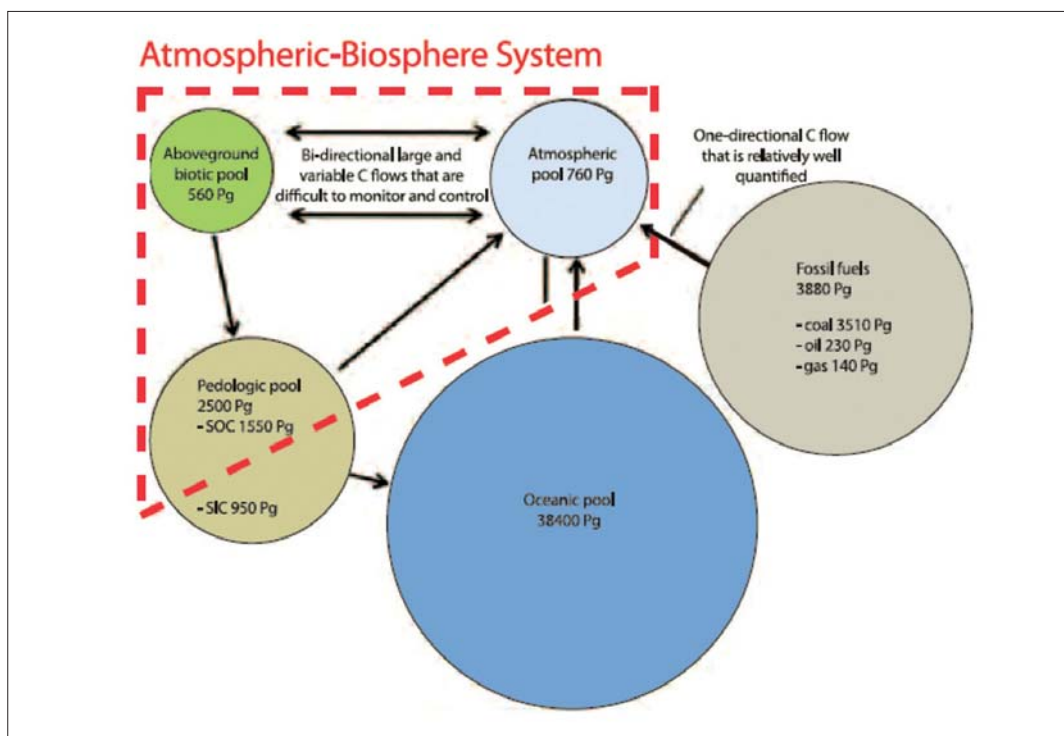 Atmospheric-Biosphere System
Aboveground
biotic pool
560 Pg
Bi-directional large and
variable C flows that are
difficult to monitor and control
Atmospheric
pool 760 Pg
One-directional C flow
that is relatively well
quantified
Fossil fuels
3880 Pg
-coal 3510 Pg
-oil 230 Pg
-gas 140 Pg
Pedologic pool
2500 Pg
-SOC 1550 Pg
-SIC 950 Pg
Oceanic pool
38400 Pg